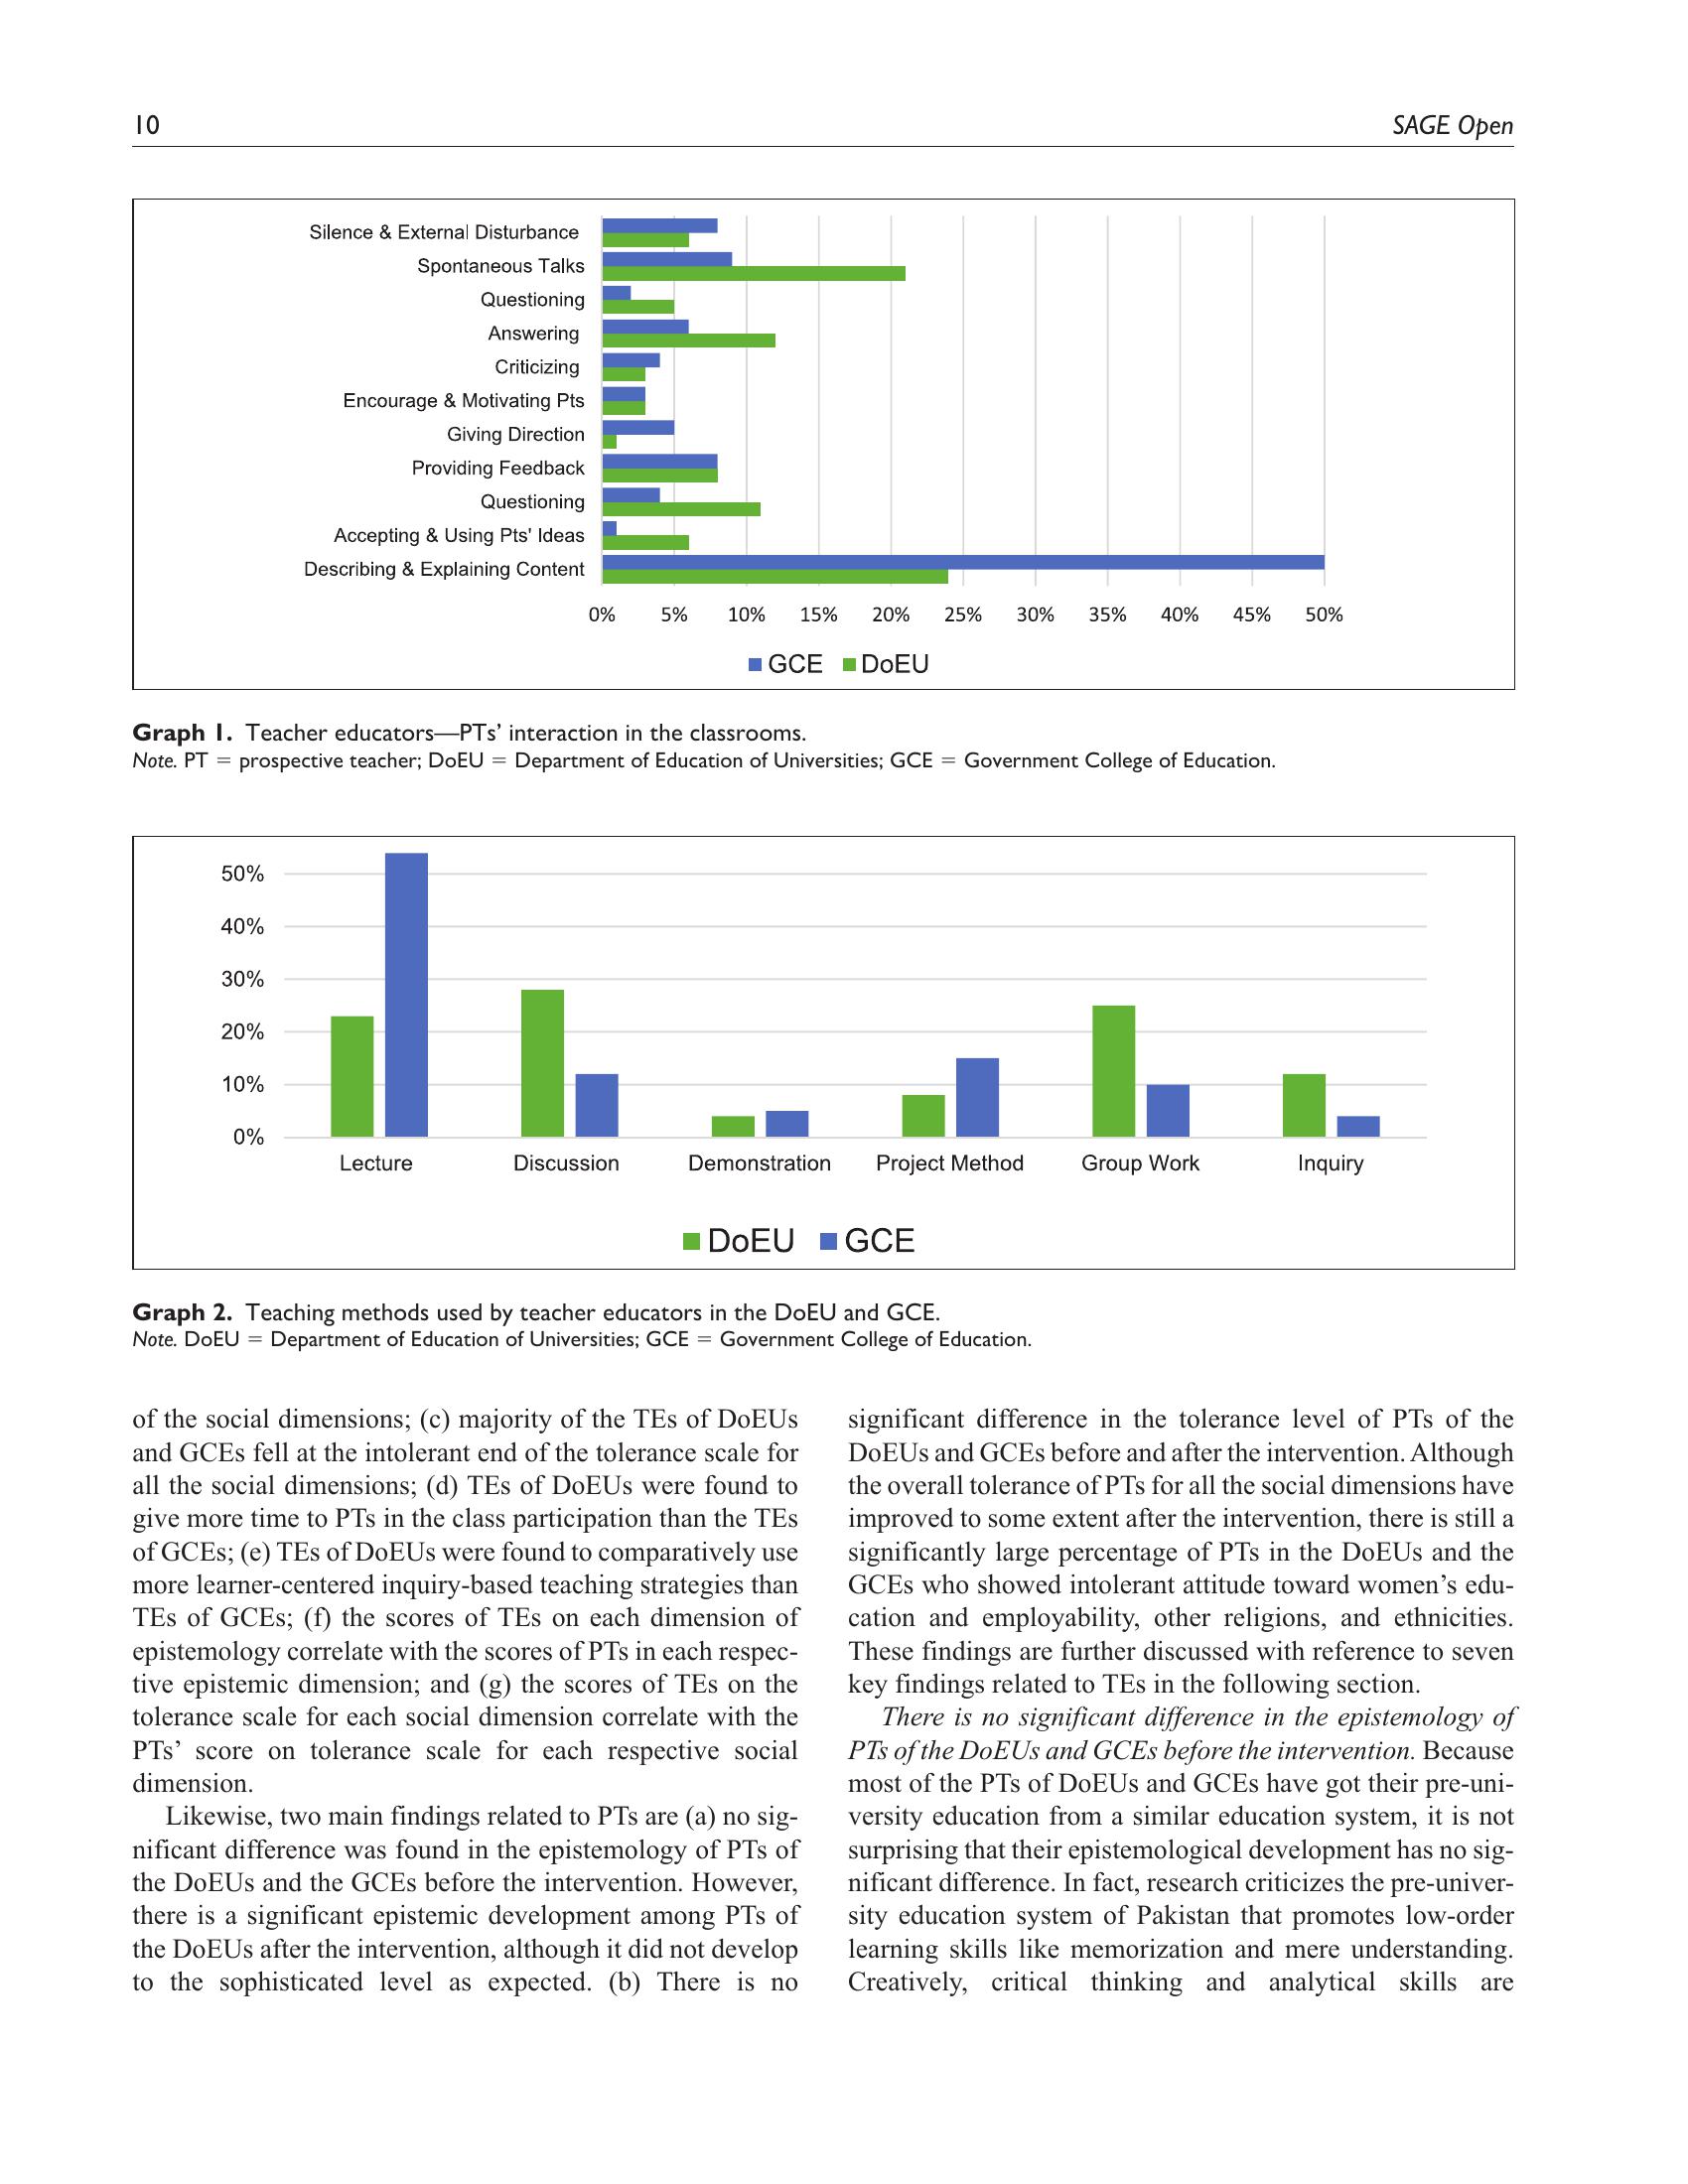 10
SAGE Open
Silence & External Disturbance
Spontaneous Talks
Questioning
Answering
Criticizing
Encourage & Motivating Pts
Giving Direction
Providing Feedback
Questioning
Accepting & Using Pts' Ideas
Describing & Explaining Content
0% 5% 10% 15% 20% 25% 30% 35% 40% 45% 50%
GCE DoEU
Graph 1. Teacher educators—PTs’ interaction in the classrooms.
Note. PT = prospective teacher; DoEU = Department of Education of Universities; GCE = Government College of Education.
50%
40%
30%
20%
10%
0%
Lecture Discussion Demonstration Project Method Group Work Inquiry
DoEU GCE
Graph 2. Teaching methods used by teacher educators in the DoEU and GCE.
Note. DoEU = Department of Education of Universities; GCE = Government College of Education.
of the social dimensions; (c) majority of the TEs of DoEUs
and GCEs fell at the intolerant end of the tolerance scale for
all the social dimensions; (d) TEs of DoEUs were found to
give more time to PTs in the class participation than the TEs
of GCEs; (e) TEs of DoEUs were found to comparatively use
more learner-centered inquiry-based teaching strategies than
TEs of GCEs; (f) the scores of TEs on each dimension of
epistemology correlate with the scores of PTs in each respec-
tive epistemic dimension; and (g) the scores of TEs on the
tolerance scale for each social dimension correlate with the
PTs’ score on tolerance scale for each respective social
dimension.
Likewise, two main findings related to PTs are (a) no sig-
nificant difference was found in the epistemology of PTs of
the DoEUs and the GCEs before the intervention. However,
there is a significant epistemic development among PTs of
the DoEUs after the intervention, although it did not develop
to the sophisticated level as expected. (b) There is no
significant difference in the tolerance level of PTs of the
DoEUs and GCEs before and after the intervention. Although
the overall tolerance of PTs for all the social dimensions have
improved to some extent after the intervention, there is still a
significantly large percentage of PTs in the DoEUs and the
GCEs who showed intolerant attitude toward women’s edu-
cation and employability, other religions, and ethnicities.
These findings are further discussed with reference to seven
key findings related to TEs in the following section.
There is no significant difference in the epistemology of
PTs of the DoEUs and GCEs before the intervention. Because
most of the PTs of DoEUs and GCEs have got their pre-uni-
versity education from a similar education system, it is not
surprising that their epistemological development has no sig-
nificant difference. In fact, research criticizes the pre-univer-
sity education system of Pakistan that promotes low-order
learning skills like memorization and mere understanding.
Creatively, critical thinking and analytical skills are